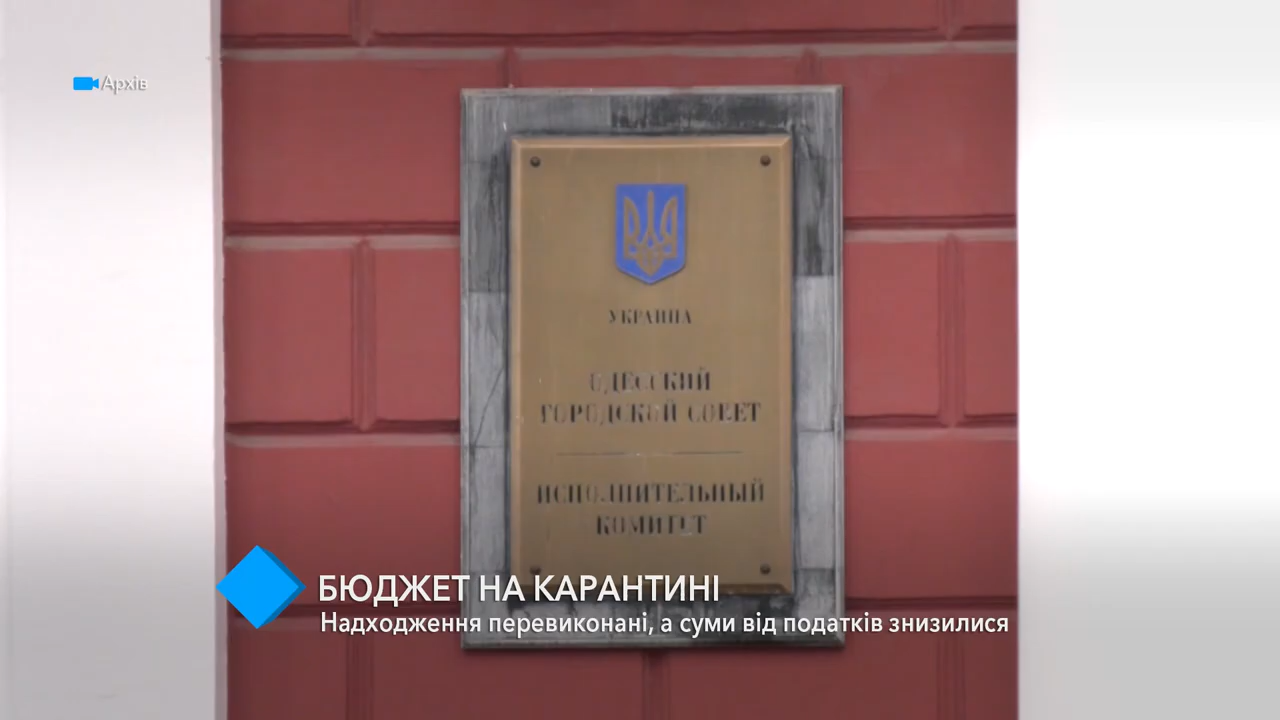 Архів
УКРАИНА
ОДЕССКИЙ
ГОРОДСКОЙ СОВЕТ
ИСПОЛНИТЕЛЬНЫЙ
КОМИТЕТ
БЮДЖЕТ НА КАРАНТИНІ
Надходження перевиконані, а суми від податків знизилися